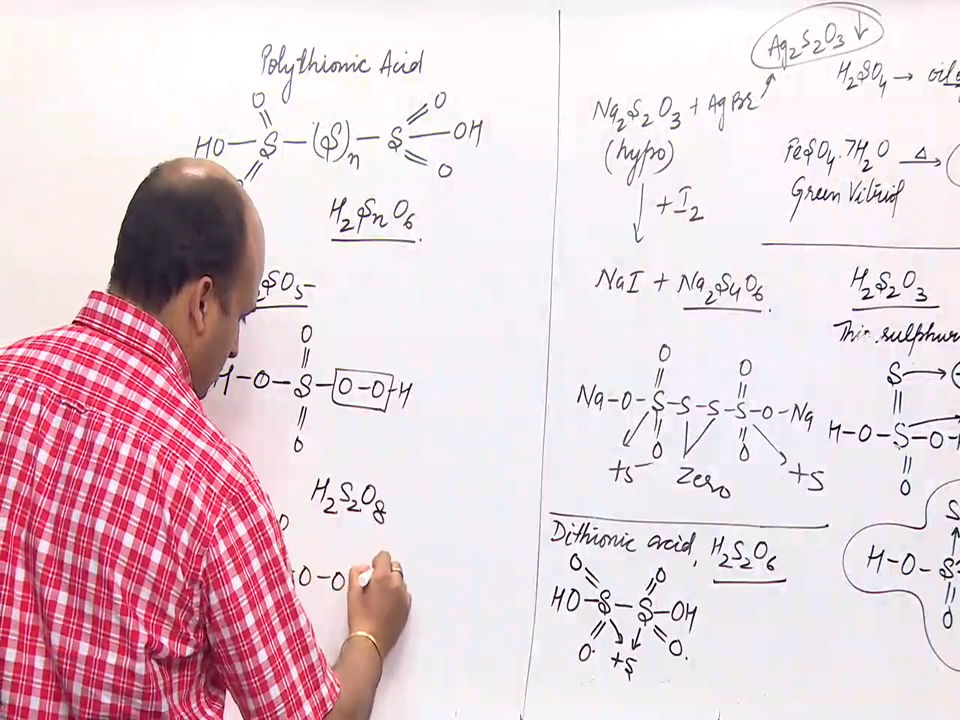 Polythionic Acid
O O
HO–S–(S)n–S–OH
O
H2SnO6.
2SO5–
O
H–O–S–O–O–H
O
H2S2O8
O
O–O
Ag2S2O3↓
Na2S2O3 + AgBr
(hypo)
+I2
NaI + Na2S4O6.
O O
Na–O–S–S–S–S–O–Na
O O
+5 Zero +5
Dithionic acid, H2S2O6
O O
HO–S–S–OH
O O
+5
H2SO4→
FeSO4.7H2O Δ→
Green Vitriol
H2S2O3
S→
H–O–S–O–
O
S
H–O–S
O